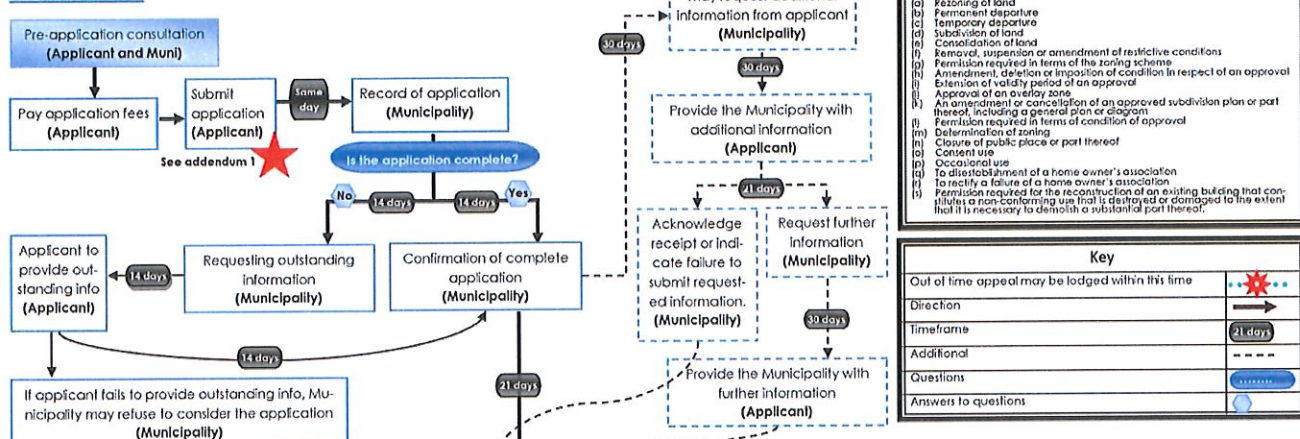 Pre-application consultation
(Applicant and Muni)
Pay application fees
(Applicant)
Submit
application
(Applicant)
See addendum 1
Same
day
Record of application
(Municipality)
Is the application complete?
No
14 days
14 days
Yes
Applicant to
provide out-
standing info
(Applicant)
14 days
Requesting outstanding
information
(Municipality)
Confirmation of complete
application
(Municipality)
14 days
If applicant fails to provide outstanding info, Mu-
nicipality may refuse to consider the application
(Municipality)
21 days
30 days
information from applicant
(Municipality)
30 days
Provide the Municipality with
additional information
(Applicant)
21 days
Acknowledge
receipt or indi-
cate failure to
submit request-
ed information.
(Municipality)
Request further
information
(Municipality)
30 days
Provide the Municipality with
further information
(Applicant)
(a) Rezoning of land
(b) Permanent departure
(c) Temporary departure
(d) Subdivision of land
(e) Consolidation of land
(f) Removal, suspension or amendment of restrictive conditions
(g) Permission required in terms of the zoning scheme
(h) Amendment, deletion or imposition of condition in respect of an approval
(i) Extension of validity period of an approval
(j) Approval of an overlay zone
(k) An amendment or cancellation of an approved subdivision plan or part
thereof, including a general plan or diagram
(l) Permission required in terms of condition of approval
(m) Determination of zoning
(n) Closure of public place or part thereof
(o) Consent use
(p) Occasional use
(q) To disestablishment of a home owner's association
(r) To rectify a failure of a home owner's association
(s) Permission required for the reconstruction of an existing building that con-
stitutes a non-conforming use that is destroyed or damaged to the extent
that it is necessary to demolish a substantial part thereof.
Key
Out of time appeal may be lodged within this time
Direction
Timeframe
21 days
Additional
Questions
Answers to questions